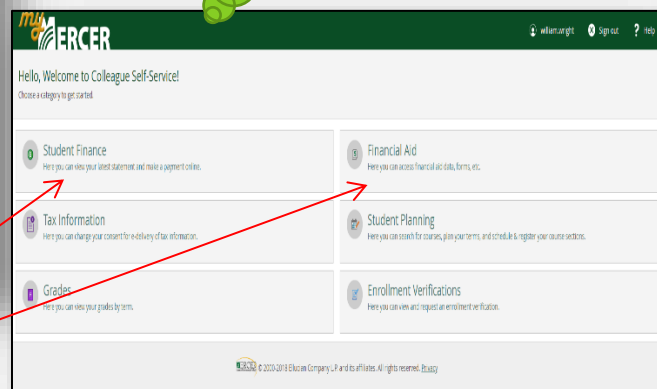 my
MERCER
william.wright Sign out ? Help
Hello, Welcome to Colleague Self-Service!
Choose a category to get started.
Student Finance
Here you can view your latest statement and make a payment online.
Financial Aid
Here you can access financial aid data, forms, etc.
Tax Information
Here you can change your consent for e-delivery of tax information.
Student Planning
Here you can search for courses, plan your terms, and schedule & register your course sections.
Grades
Here you can view your grades by term.
Enrollment Verifications
Here you can view and request an enrollment verification.
© 2000-2018 Ellucian Company L.P. and its affiliates. All rights reserved. Privacy